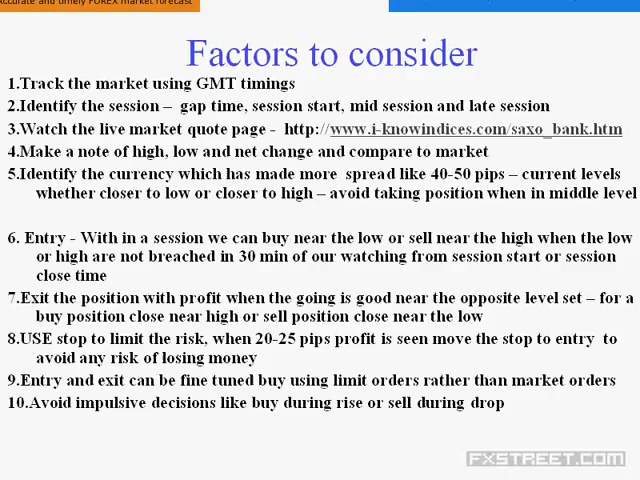 Accurate and timely FOREX market forecast
Factors to consider
1.Track the market using GMT timings
2.Identify the session – gap time, session start, mid session and late session
3.Watch the live market quote page - http://www.i-knowindices.com/saxo_bank.htm
4.Make a note of high, low and net change and compare to market
5.Identify the currency which has made more spread like 40-50 pips – current levels
whether closer to low or closer to high – avoid taking position when in middle level
6. Entry - With in a session we can buy near the low or sell near the high when the low
or high are not breached in 30 min of our watching from session start or session
close time
7.Exit the position with profit when the going is good near the opposite level set – for a
buy position close near high or sell position close near the low
8.USE stop to limit the risk, when 20-25 pips profit is seen move the stop to entry to
avoid any risk of losing money
9.Entry and exit can be fine tuned buy using limit orders rather than market orders
10.Avoid impulsive decisions like buy during rise or sell during drop
FXSTREET.COM